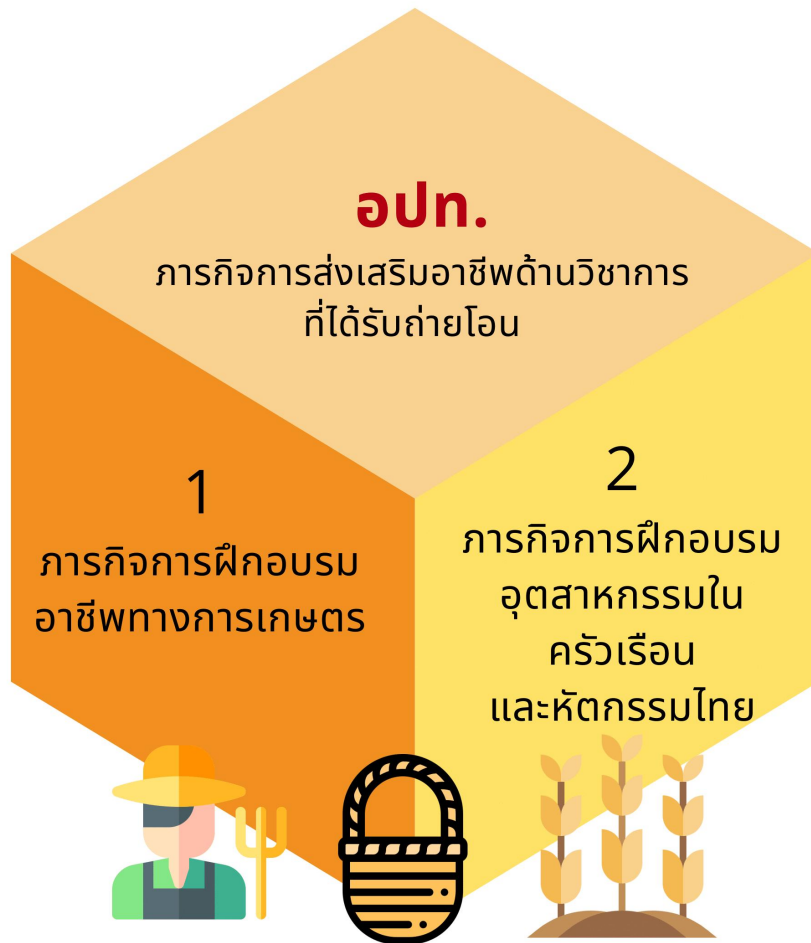 อปท.
ภารกิจการส่งเสริมอาชีพด้านวิชาการ
ที่ได้รับถ่ายโอน
1
ภารกิจการฝึกอบรม
อาชีพทางการเกษตร
2
ภารกิจการฝึกอบรม
อุตสาหกรรมใน
ครัวเรือน
และหัตกรรมไทย